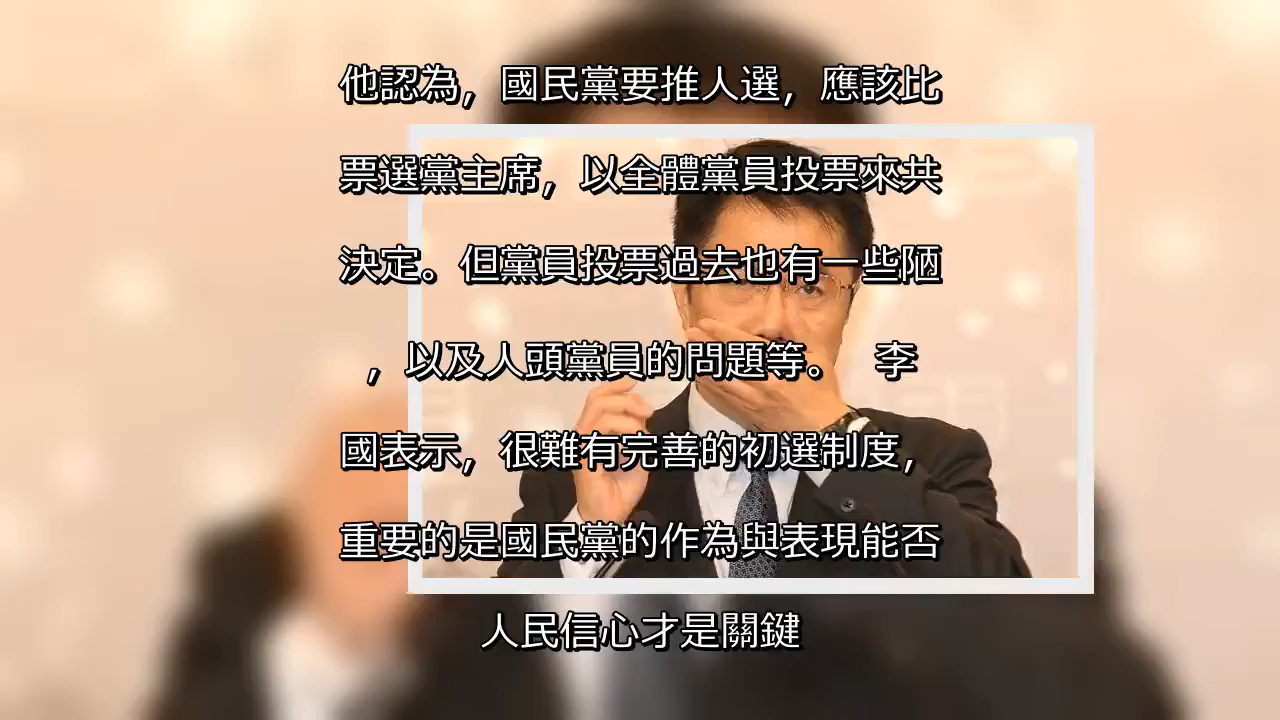 他認為，國民黨要推人選，應該比
票選黨主席，以全體黨員投票來共
決定。但黨員投票過去也有一些陋
，以及人頭黨員的問題等。 李
國表示，很難有完善的初選制度，
重要的是國民黨的作為與表現能否
人民信心才是關鍵